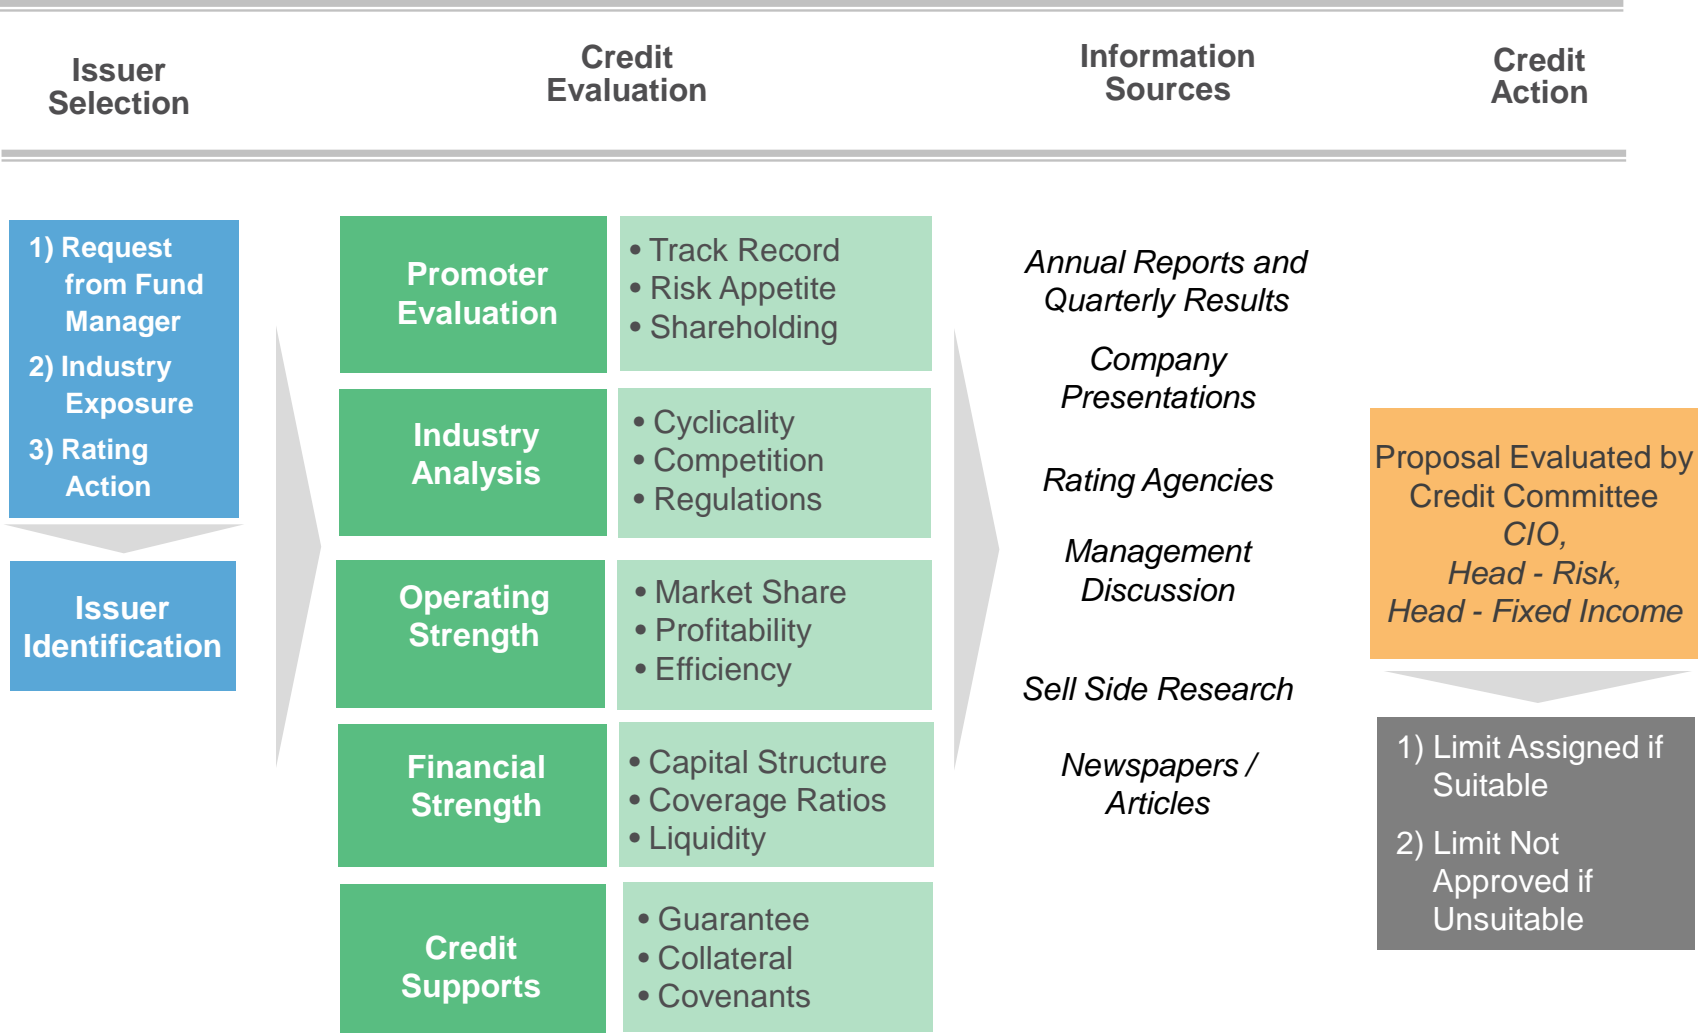 Issuer
Selection
Credit
Evaluation
Information
Sources
Credit
Action
1) Request
from Fund
Manager
2) Industry
Exposure
3) Rating
Action
Issuer
Identification
Promoter
Evaluation
• Track Record
• Risk Appetite
• Shareholding
Industry
Analysis
• Cyclicality
• Competition
• Regulations
Operating
Strength
• Market Share
• Profitability
• Efficiency
Financial
Strength
• Capital Structure
• Coverage Ratios
• Liquidity
Credit
Supports
• Guarantee
• Collateral
• Covenants
Annual Reports and
Quarterly Results
Company
Presentations
Rating Agencies
Management
Discussion
Sell Side Research
Newspapers /
Articles
Proposal Evaluated by
Credit Committee
CIO,
Head - Risk,
Head - Fixed Income
1) Limit Assigned if
Suitable
2) Limit Not
Approved if
Unsuitable